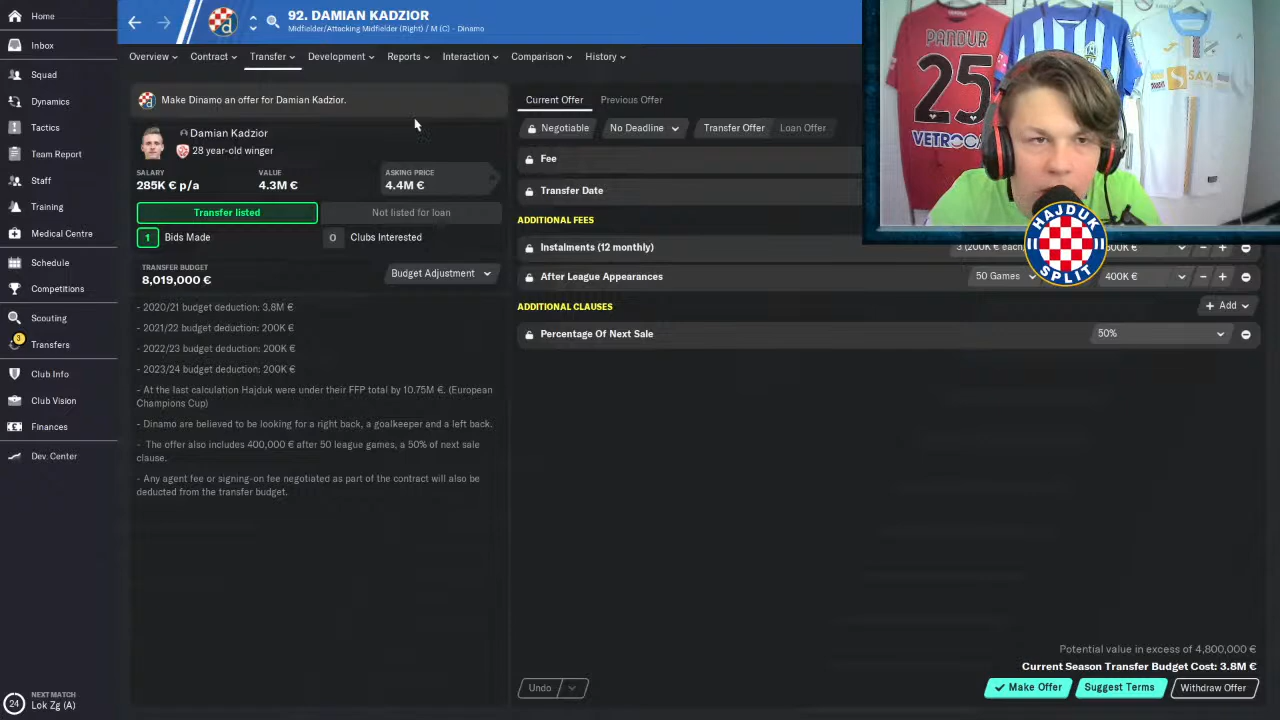 Home
Inbox
Squad
Dynamics
Tactics
Team Report
Staff
Training
Medical Centre
Schedule
Competitions
Scouting
3
Transfers
Club Info
Club Vision
Finances
Dev. Center
24
NEXT MATCH
Lok Zg (A)
92. DAMIAN KADZIOR
Midfielder/Attacking Midfielder (Right) / M (C) - Dinamo
Overview
Contract
Transfer
Development
Reports
Interaction
Comparison
History
Make Dinamo an offer for Damian Kadzior.
Damian Kadzior
28 year-old winger
SALARY
285K € p/a
VALUE
4.3M €
ASKING PRICE
4.4M €
Transfer listed
Not listed for loan
1 Bids Made
0 Clubs Interested
TRANSFER BUDGET
8,019,000 €
Budget Adjustment
- 2020/21 budget deduction: 3.8M €
- 2021/22 budget deduction: 200K €
- 2022/23 budget deduction: 200K €
- 2023/24 budget deduction: 200K €
- At the last calculation Hajduk were under their FFP total by 10.75M €. (European
Champions Cup)
- Dinamo are believed to be looking for a right back, a goalkeeper and a left back.
- The offer also includes 400,000 € after 50 league games, a 50% of next sale
clause.
- Any agent fee or signing-on fee negotiated as part of the contract will also be
deducted from the transfer budget.
Current Offer
Previous Offer
Negotiable
No Deadline
Transfer Offer
Loan Offer
Fee
Transfer Date
ADDITIONAL FEES
Instalments (12 monthly)
After League Appearances
50 Games
400K €
ADDITIONAL CLAUSES
+ Add
Percentage Of Next Sale
50%
Undo
Potential value in excess of 4,800,000 €
Current Season Transfer Budget Cost: 3.8M €
Make Offer
Suggest Terms
Withdraw Offer
PANDUR
25
VETROCAR
HAJDUK
SPLIT